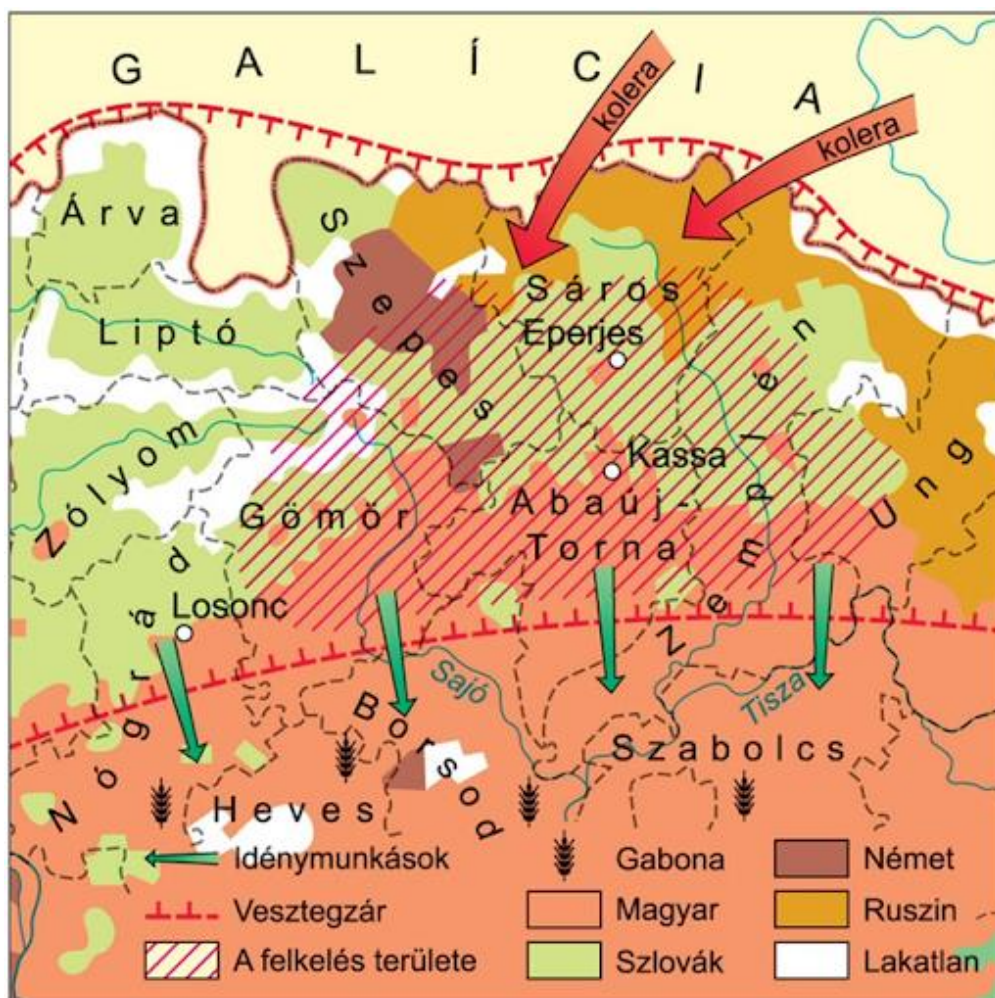 GALÍCIA
kolera
kolera
Árva
Szepes
Sáros
Liptó
Eperjes
Zólyom
Kassa
Gömör
Abaúj-
Torna
Zemplén
Ung
Losonc
Nógrád
Sajó
Tisza
Borsod
Szabolcs
Heves
Idénymunkások
Gabona
Német
Vesztegzár
Magyar
Ruszin
A felkelés területe
Szlovák
Lakatlan